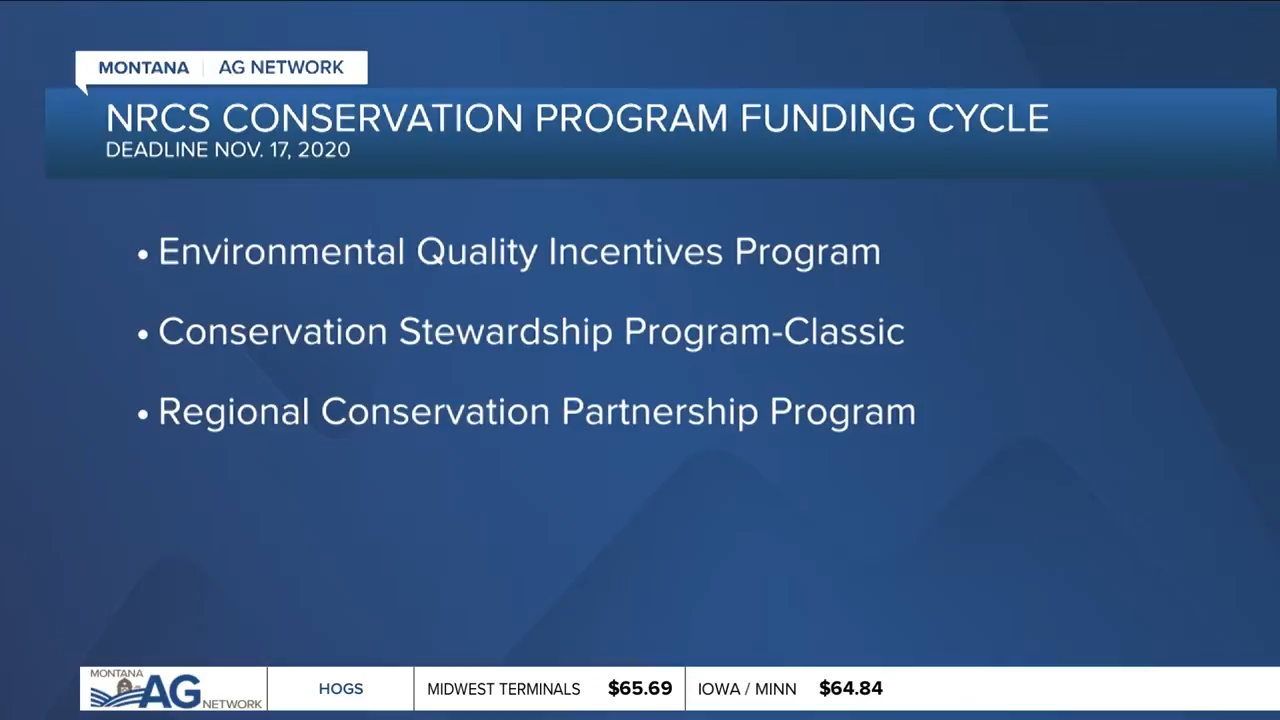 MONTANA | AG NETWORK
NRCS CONSERVATION PROGRAM FUNDING CYCLE
DEADLINE NOV. 17, 2020
• Environmental Quality Incentives Program
• Conservation Stewardship Program-Classic
• Regional Conservation Partnership Program
MONTANA
AG NETWORK
HOGS
MIDWEST TERMINALS $65.69
IOWA / MINN $64.84